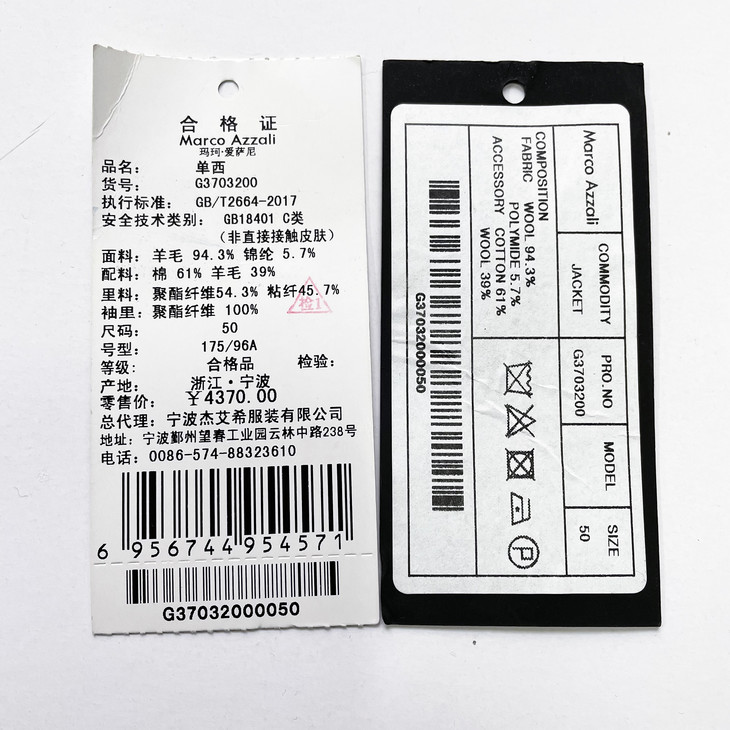 合格证
Marco Azzali
玛珂·爱萨尼
品名： 单西
货号： G3703200
执行标准： GB/T2664-2017
安全技术类别： GB18401 C类
（非直接接触皮肤）
面料：羊毛 94.3% 锦纶 5.7%
配料：棉 61% 羊毛 39%
里料：聚酯纤维54.3% 粘纤45.7%
袖里：聚酯纤维 100%
尺码： 50
号型： 175/96A
等级： 合格品 检验：
检1
产地： 浙江·宁波
零售价： ￥4370.00
总代理：宁波杰艾希服装有限公司
地址：宁波鄞州望春工业园云林中路238号
电话：0086-574-88323610
6 956744 954571
G37032000050
Marco Azzali
COMMODITY
JACKET
PRO.NO
G3703200
MODEL
SIZE
50
COMPOSITION
FABRIC WOOL 94.3%
POLYMIDE 5.7%
ACCESSORY COTTON 61%
WOOL 39%
P
G37032000050